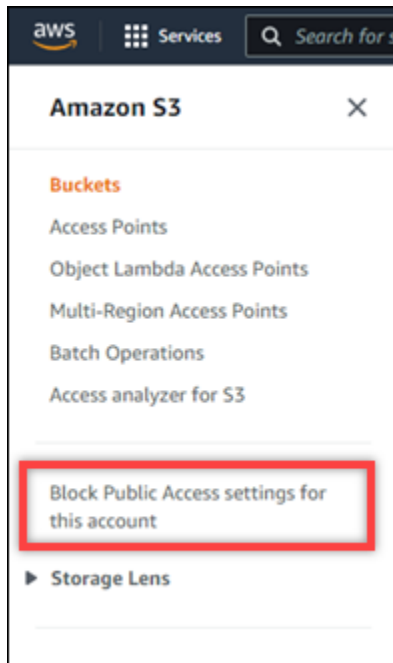 aws
Services
Search for
Amazon S3
Buckets
Access Points
Object Lambda Access Points
Multi-Region Access Points
Batch Operations
Access analyzer for S3
Block Public Access settings for
this account
Storage Lens